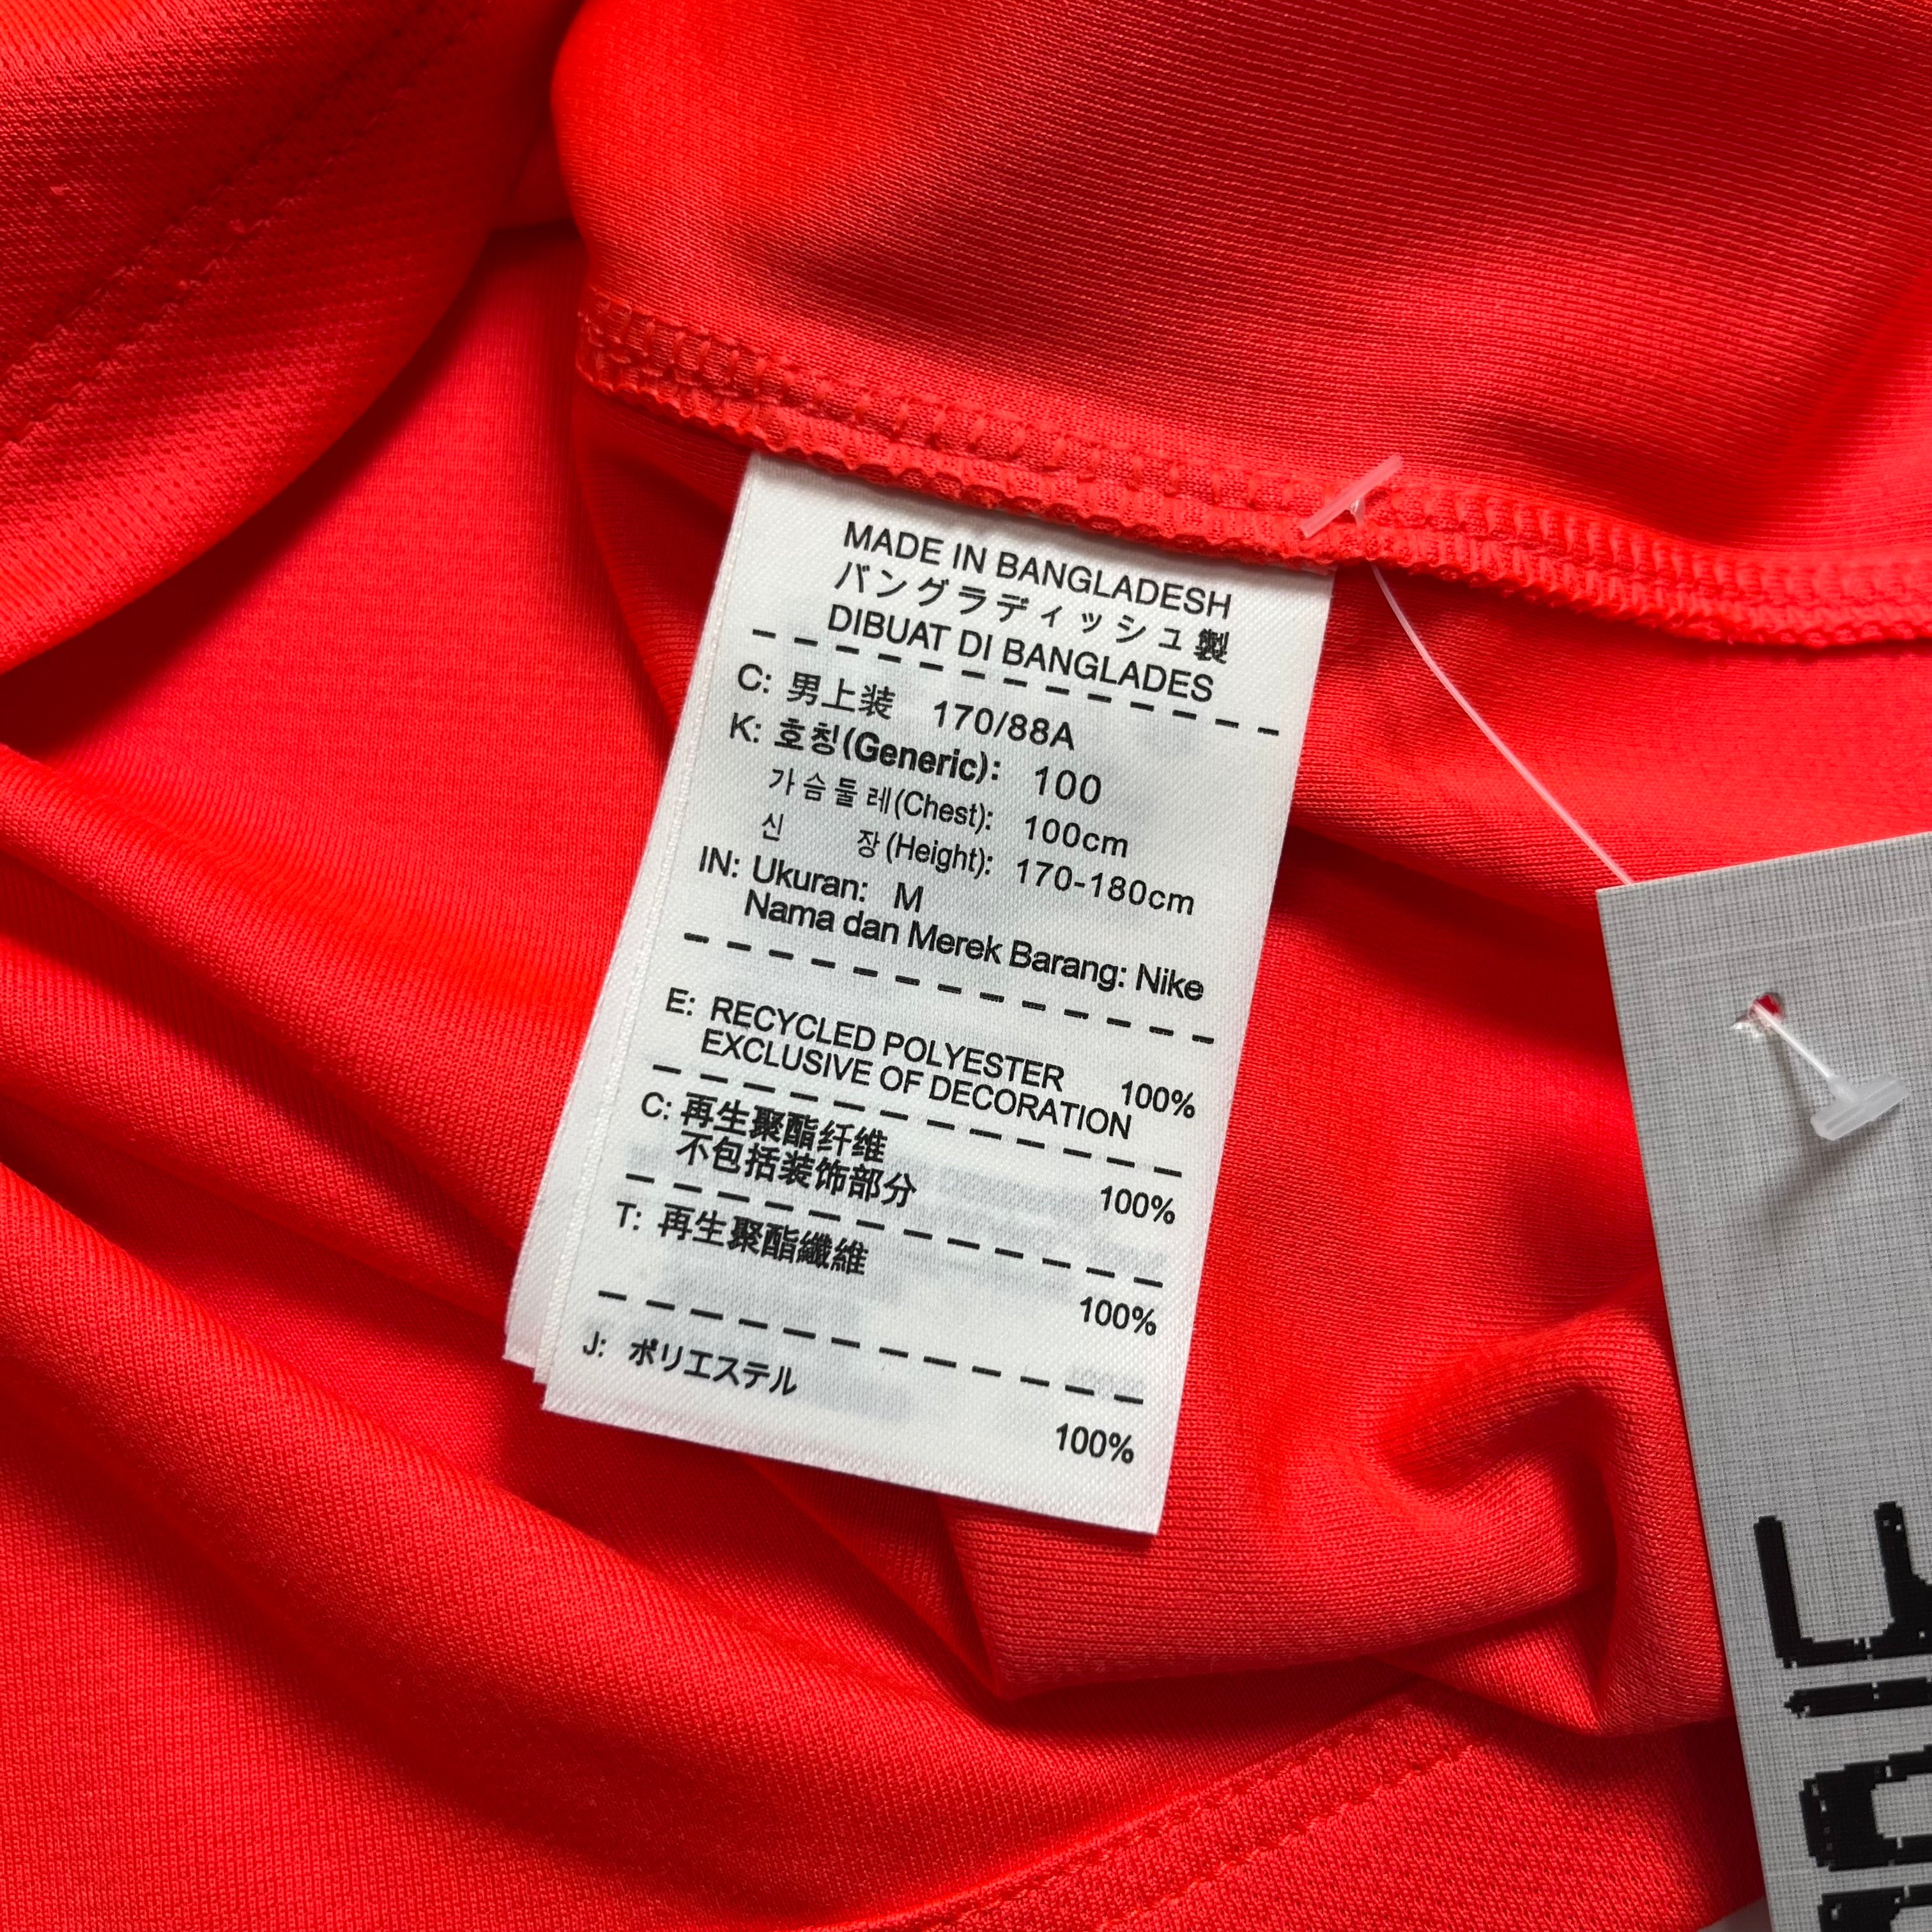 MADE IN BANGLADESH
バングラディッシュ製
DIBUAT DI BANGLADES
C: 男上装 170/88A
K: 호칭(Generic): 100
가슴둘레(Chest): 100cm
신 장(Height): 170-180cm
IN: Ukuran: M
Nama dan Merek Barang: Nike
E: RECYCLED POLYESTER 100%
EXCLUSIVE OF DECORATION
C: 再生聚酯纤维 100%
不包括装饰部分
T: 再生聚酯纖維 100%
J: ポリエステル 100%